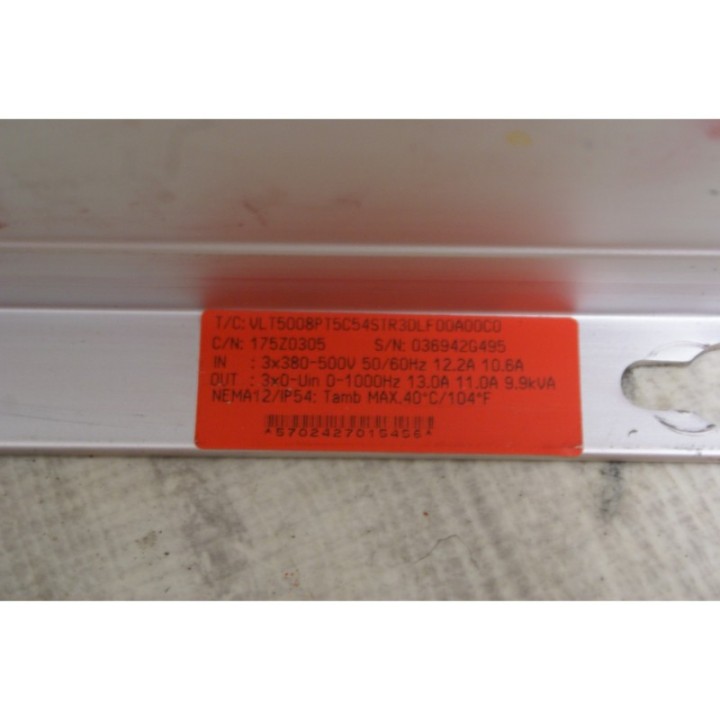 T/C: VLT5008PT5C54STR3DLF00A00C0
C/N: 175Z0305 S/N: 036942G495
IN : 3x380-500V 50/60Hz 12.2A 10.6A
OUT : 3x0-Uin 0-1000Hz 13.0A 11.0A 9.9kVA
NEMA12/IP54: Tamb MAX.40°C/104°F
*5702427015456*